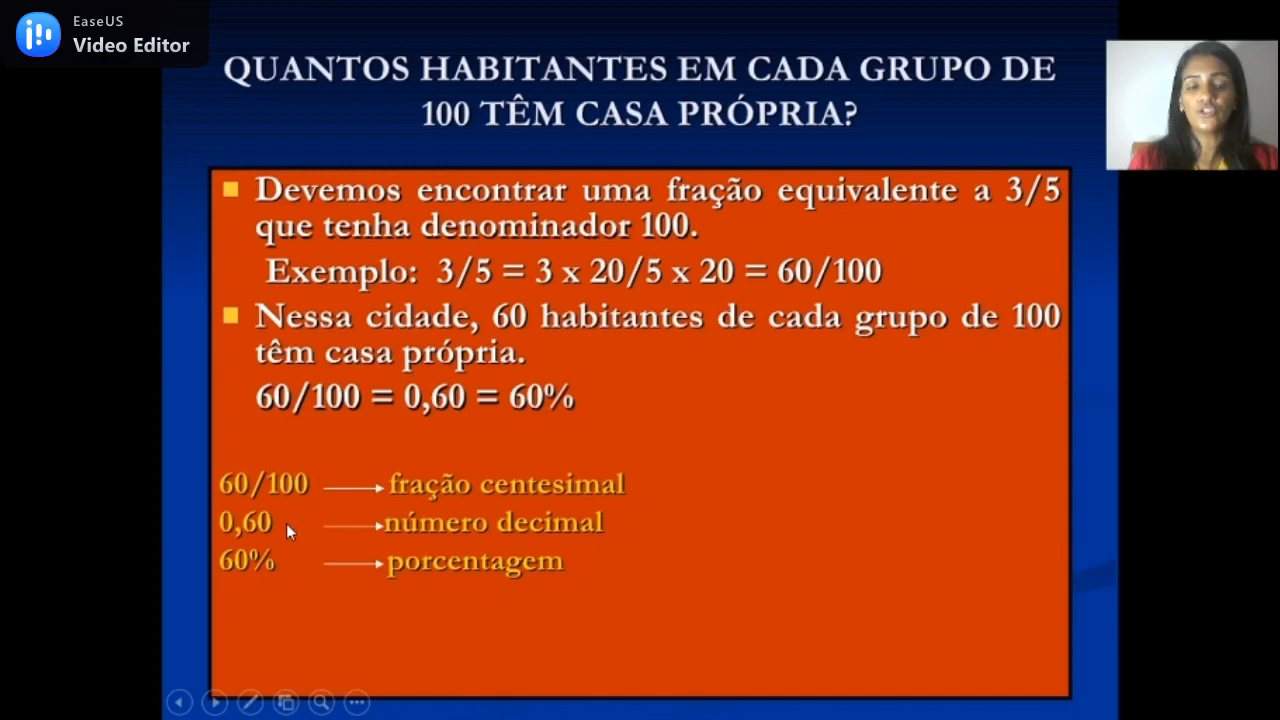 EaseUS
Video Editor
QUANTOS HABITANTES EM CADA GRUPO DE
100 TÊM CASA PRÓPRIA?
Devemos encontrar uma fração equivalente a 3/5
que tenha denominador 100.
Exemplo: 3/5 = 3 x 20/5 x 20 = 60/100
Nessa cidade, 60 habitantes de cada grupo de 100
têm casa própria.
60/100 = 0,60 = 60%
60/100 fração centesimal
0,60 número decimal
60% porcentagem